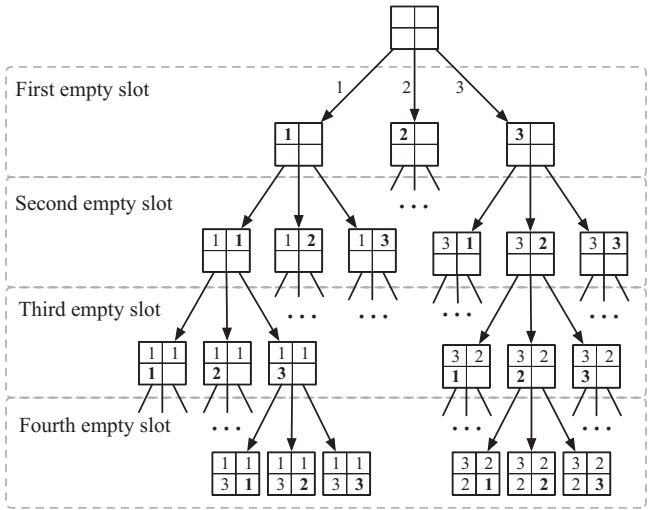 1 2 3
First empty slot
1 2 3
Second empty slot
1 1 1 2 1 3 3 1 3 2 3 3
...
Third empty slot
... ... ... ...
1 1 1 1 1 1 3 2 3 2 3 2
1 2 3 1 2 3
Fourth empty slot
... ... ...
1 1 1 1 1 1 3 2 3 2 3 2
3 1 3 2 3 3 2 1 2 2 2 3